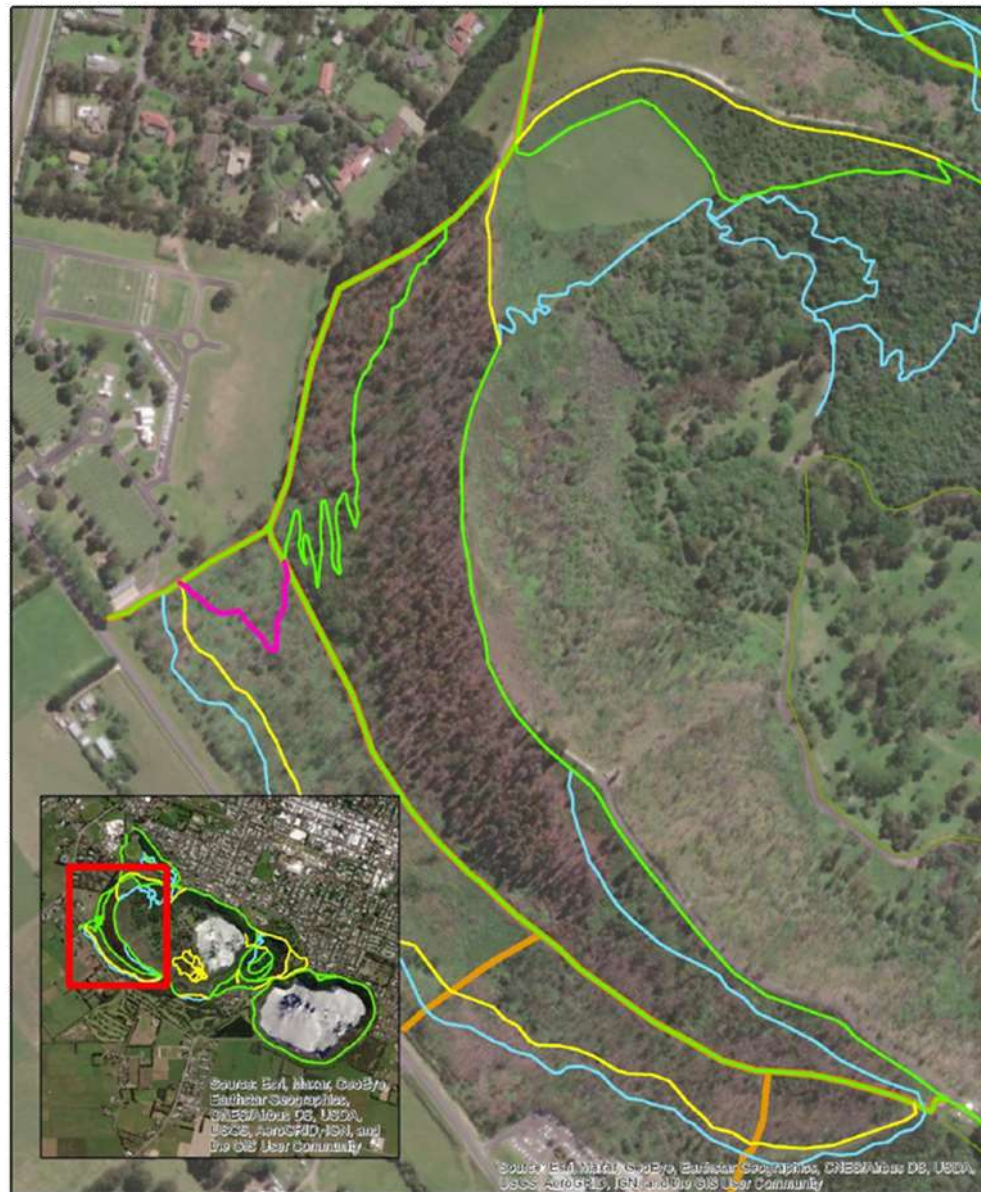 Source: Esri, Maxar, GeoEye,
Earthstar Geographics,
CNES/Airbus DS, USDA,
USGS, AeroGRID, IGN, and
the GIS User Community
Source: Esri, Maxar, GeoEye, Earthstar Geographics, CNES/Airbus DS, USDA,
USGS, AeroGRID, IGN, and the GIS User Community